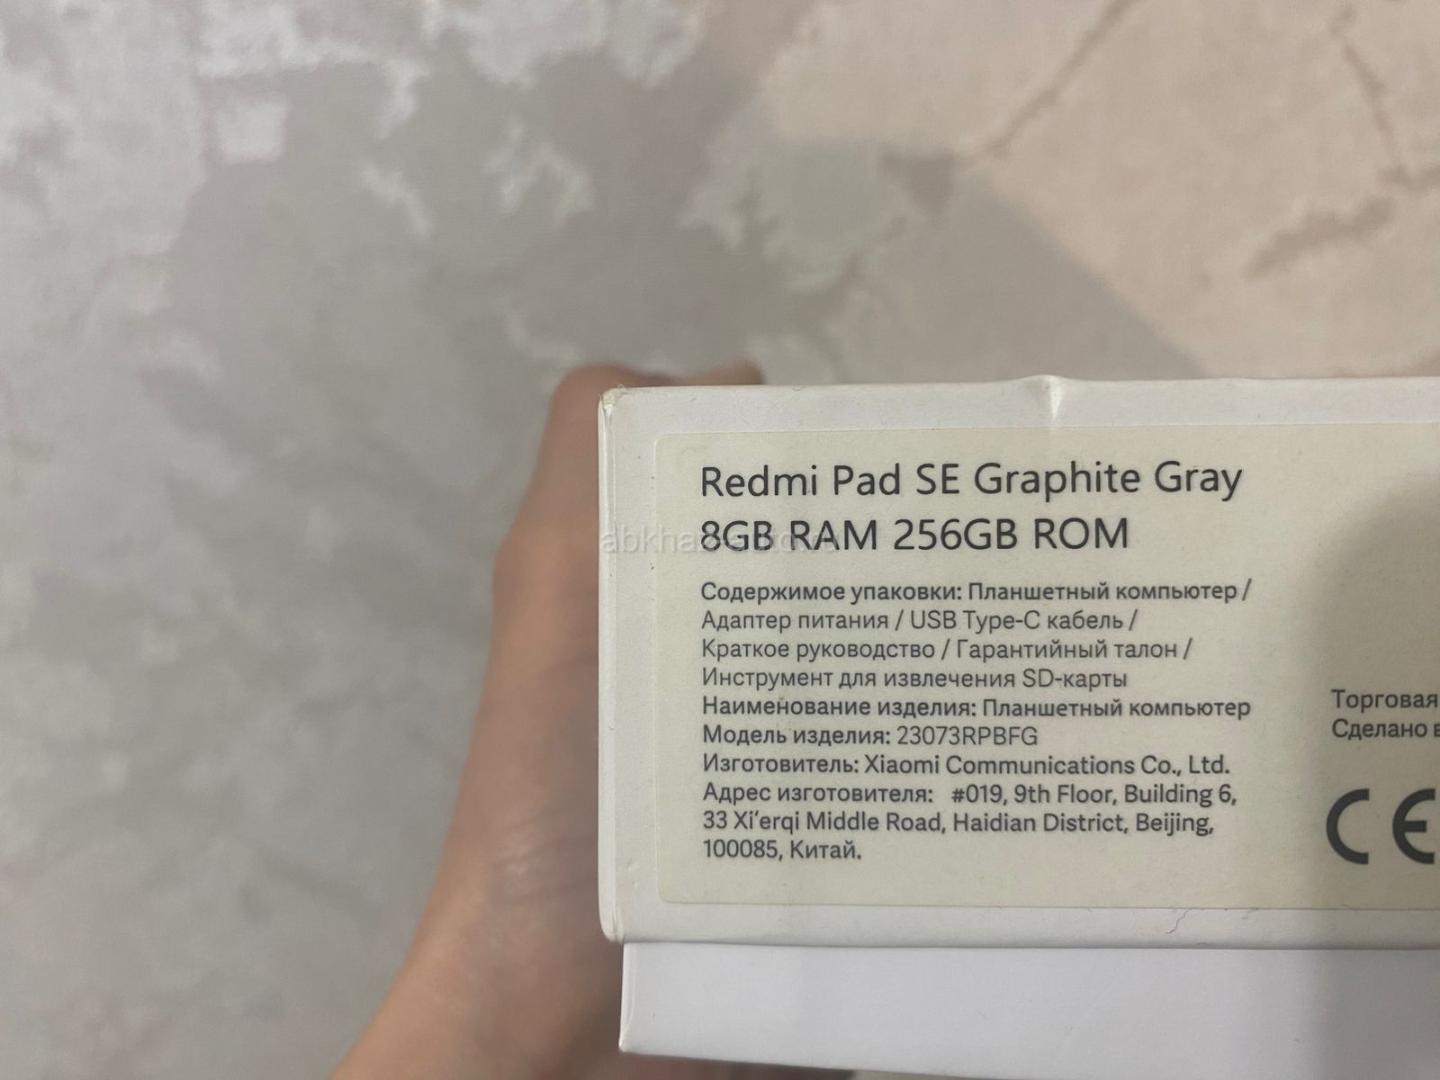 Redmi Pad SE Graphite Gray
8GB RAM 256GB ROM
Содержимое упаковки: Планшетный компьютер /
Адаптер питания / USB Type-C кабель /
Краткое руководство / Гарантийный талон /
Инструмент для извлечения SD-карты
Наименование изделия: Планшетный компьютер
Модель изделия: 23073RPBFG
Изготовитель: Xiaomi Communications Co., Ltd.
Адрес изготовителя: #019, 9th Floor, Building 6,
33 Xi'erqi Middle Road, Haidian District, Beijing,
100085, Китай.
Торговая
Сделано в
CE